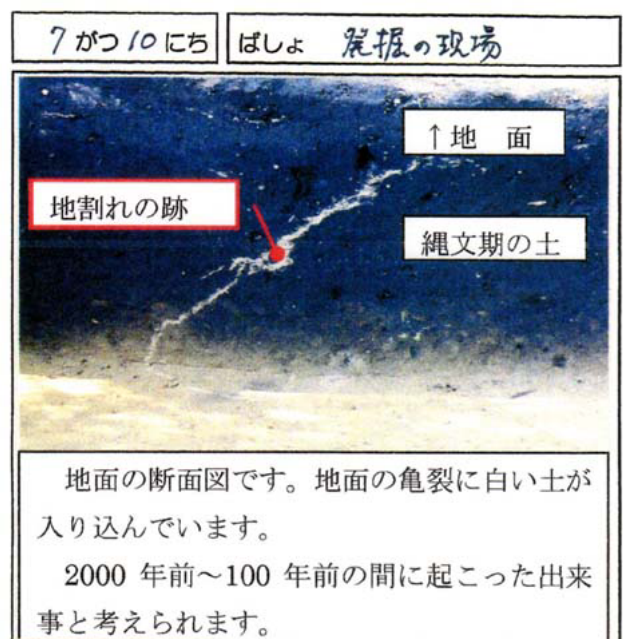 7 がつ 10 にち
ばしょ 発掘の現場
↑地 面
地割れの跡
縄文期の土
地面の断面図です。地面の亀裂に白い土が
入り込んでいます。
2000 年前～100 年前の間に起こった出来
事と考えられます。